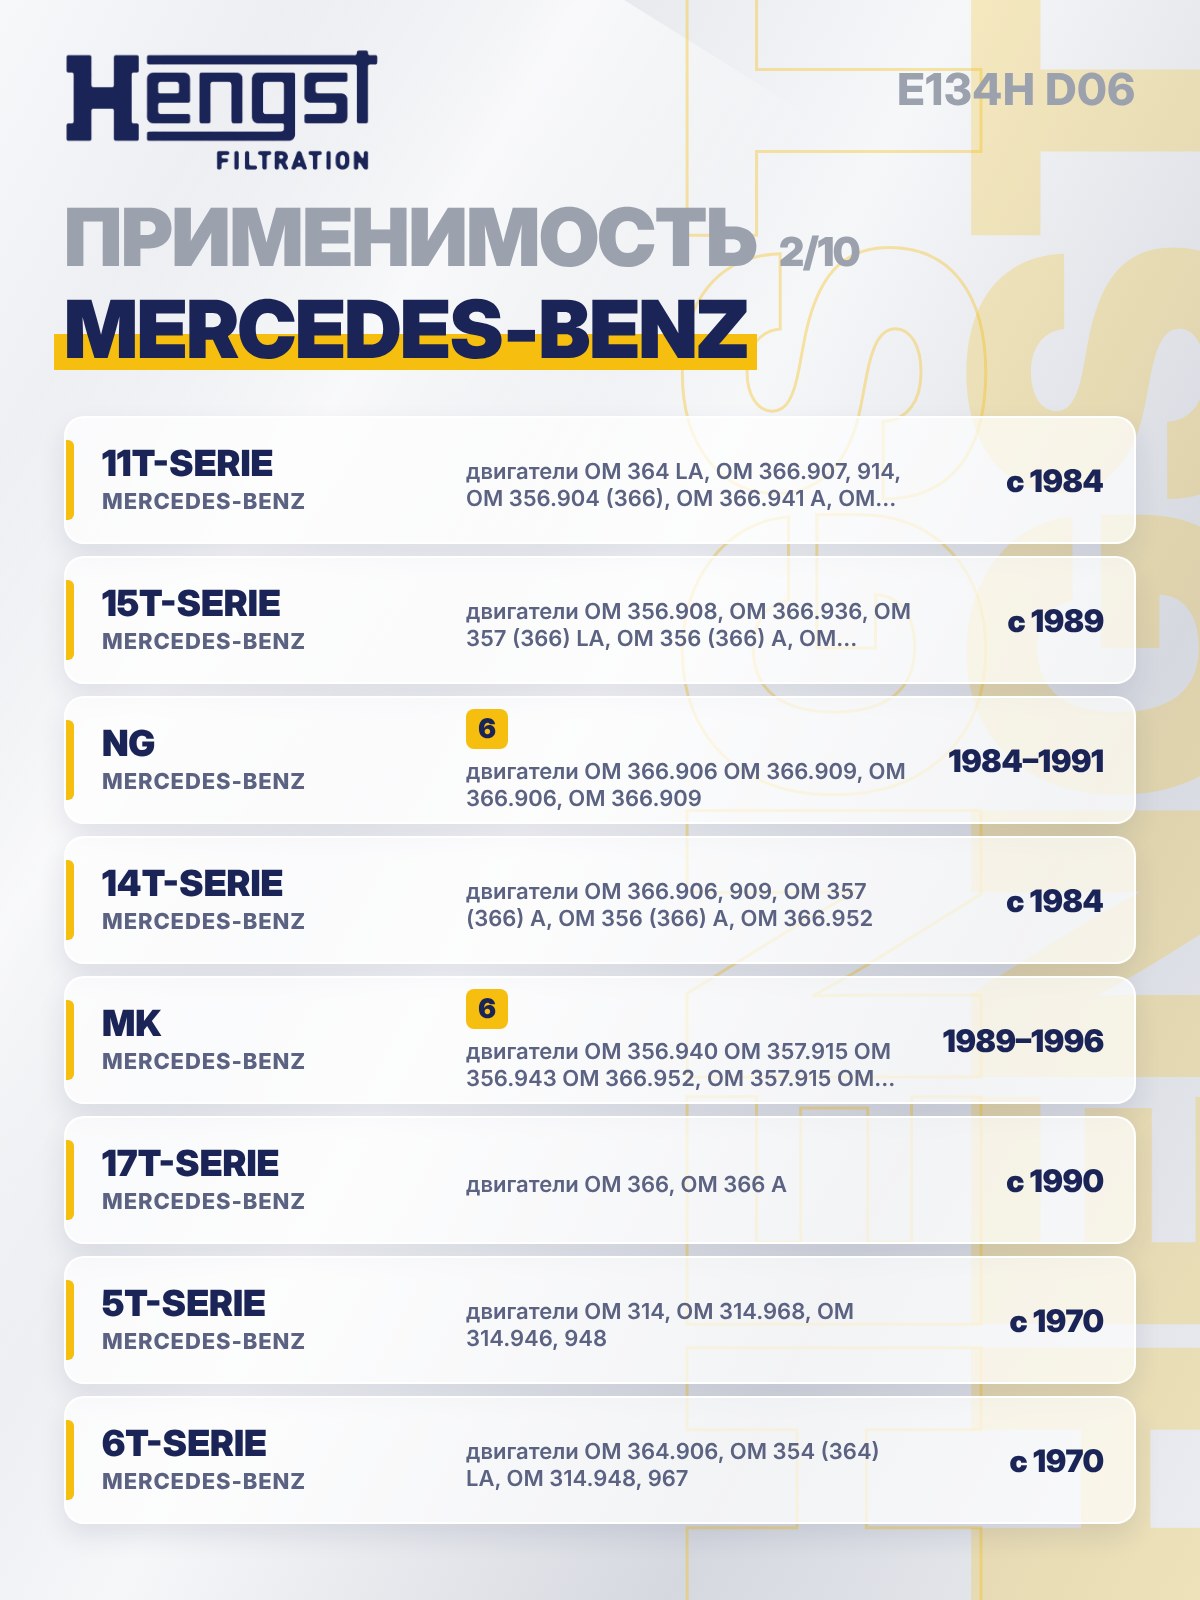 Hengst
FILTRATION
E134H D06
ПРИМЕНИМОСТЬ 2/10
MERCEDES-BENZ
11T-SERIE
MERCEDES-BENZ
двигатели OM 364 LA, OM 366.907, 914,
OM 356.904 (366), OM 366.941 A, OM...
с 1984
15T-SERIE
MERCEDES-BENZ
двигатели OM 356.908, OM 366.936, OM
357 (366) LA, OM 356 (366) A, OM...
с 1989
NG
MERCEDES-BENZ
6
двигатели OM 366.906 OM 366.909, OM
366.906, OM 366.909
1984–1991
14T-SERIE
MERCEDES-BENZ
двигатели OM 366.906, 909, OM 357
(366) A, OM 356 (366) A, OM 366.952
с 1984
MK
MERCEDES-BENZ
6
двигатели OM 356.940 OM 357.915 OM
356.943 OM 366.952, OM 357.915 OM...
1989–1996
17T-SERIE
MERCEDES-BENZ
двигатели OM 366, OM 366 A
с 1990
5T-SERIE
MERCEDES-BENZ
двигатели OM 314, OM 314.968, OM
314.946, 948
с 1970
6T-SERIE
MERCEDES-BENZ
двигатели OM 364.906, OM 354 (364)
LA, OM 314.948, 967
с 1970
HENGST
HENGST